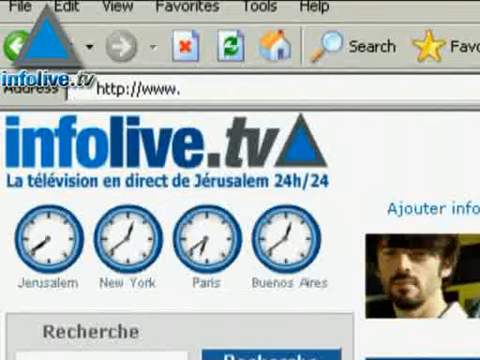 File Edit View Favorites Tools Help
Search
infolive.tv
Address http://www.
infolive.tv
La télévision en direct de Jérusalem 24h/24
Ajouter info
Jerusalem New York Paris Buenos Aires
Recherche
Recherche